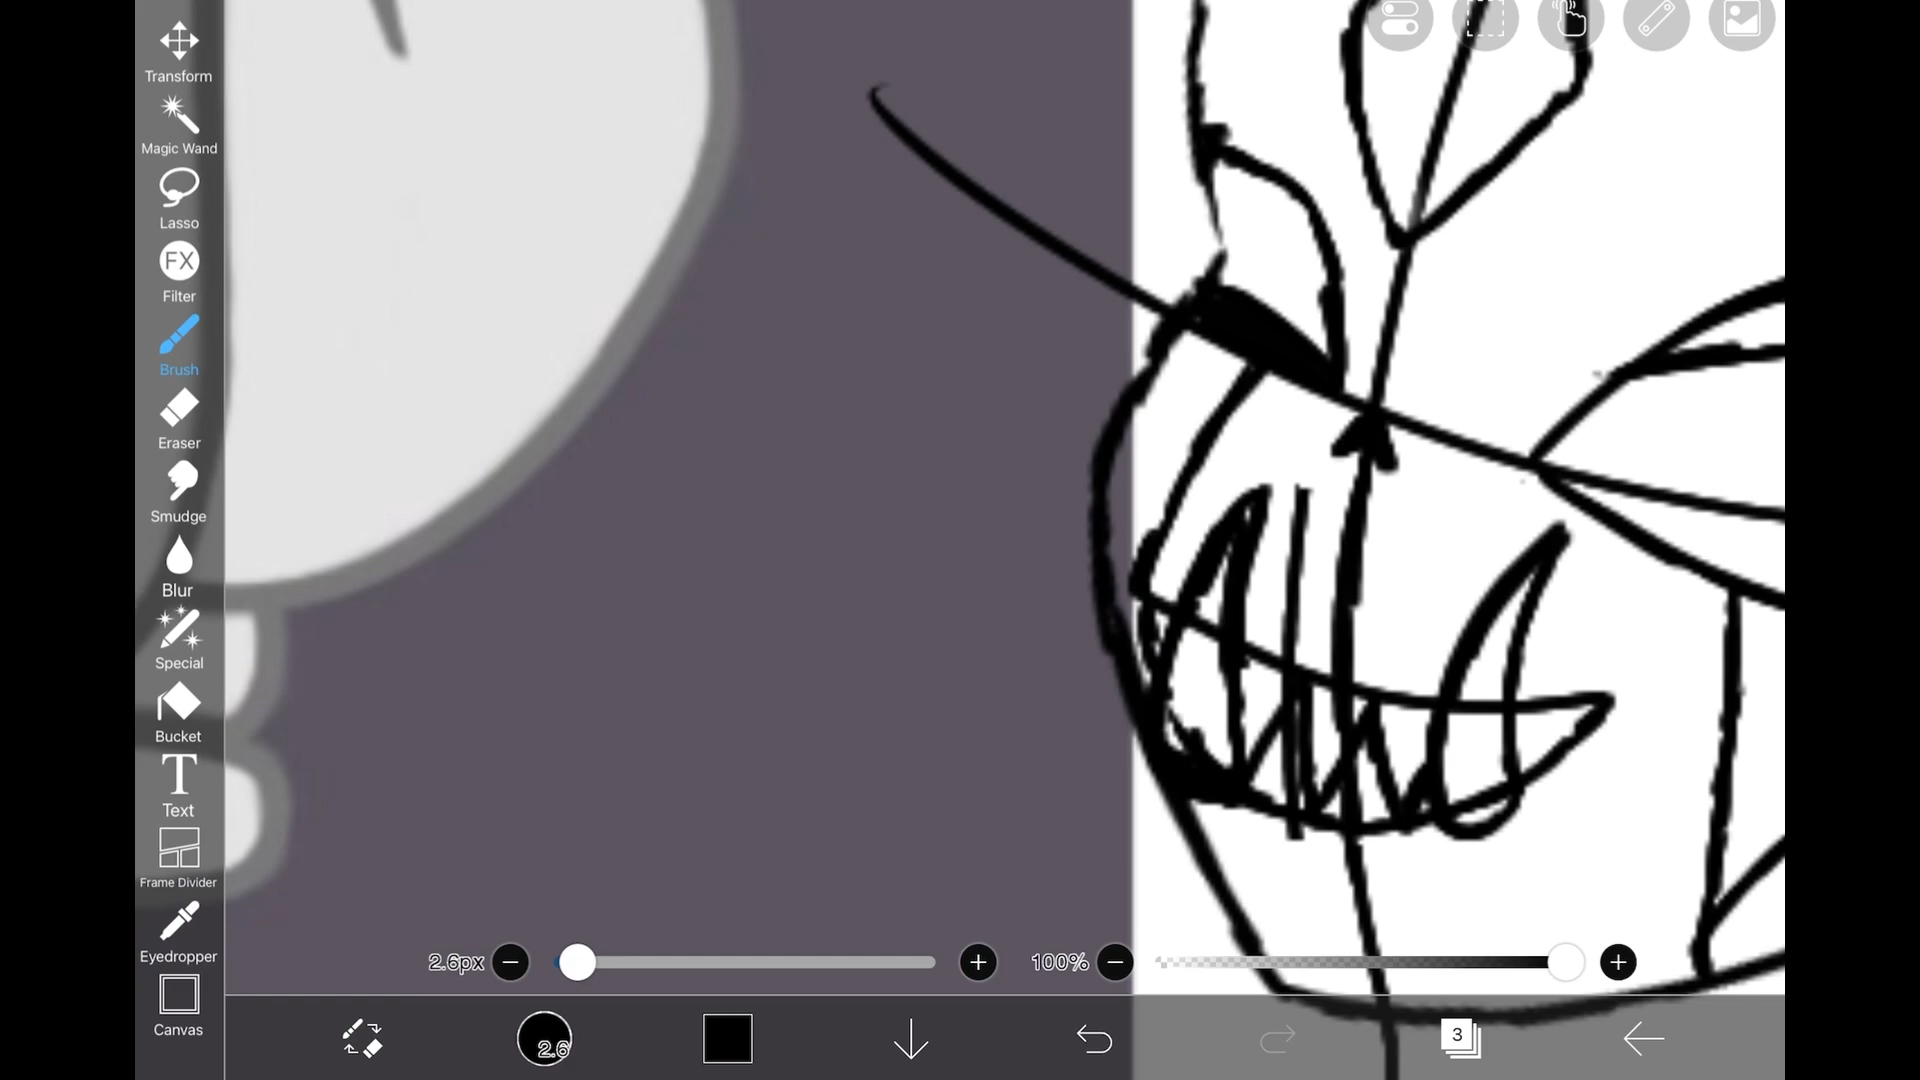 Transform
Magic Wand
Lasso
FX
Filter
Brush
Eraser
Smudge
Blur
Special
Bucket
T
Text
Frame Divider
Eyedropper
Canvas
2.6px
100%
2.6
3